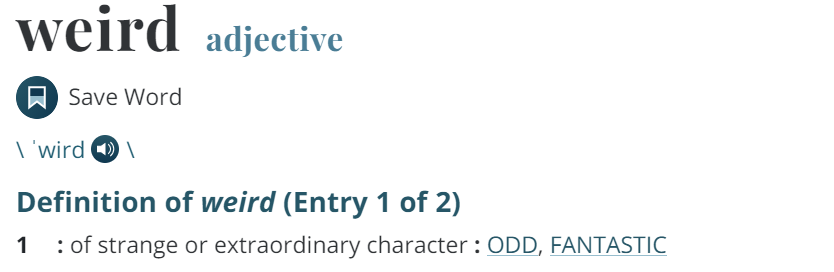 weird adjective
Save Word
\ ˈwird \
Definition of weird (Entry 1 of 2)
1 : of strange or extraordinary character : ODD, FANTASTIC